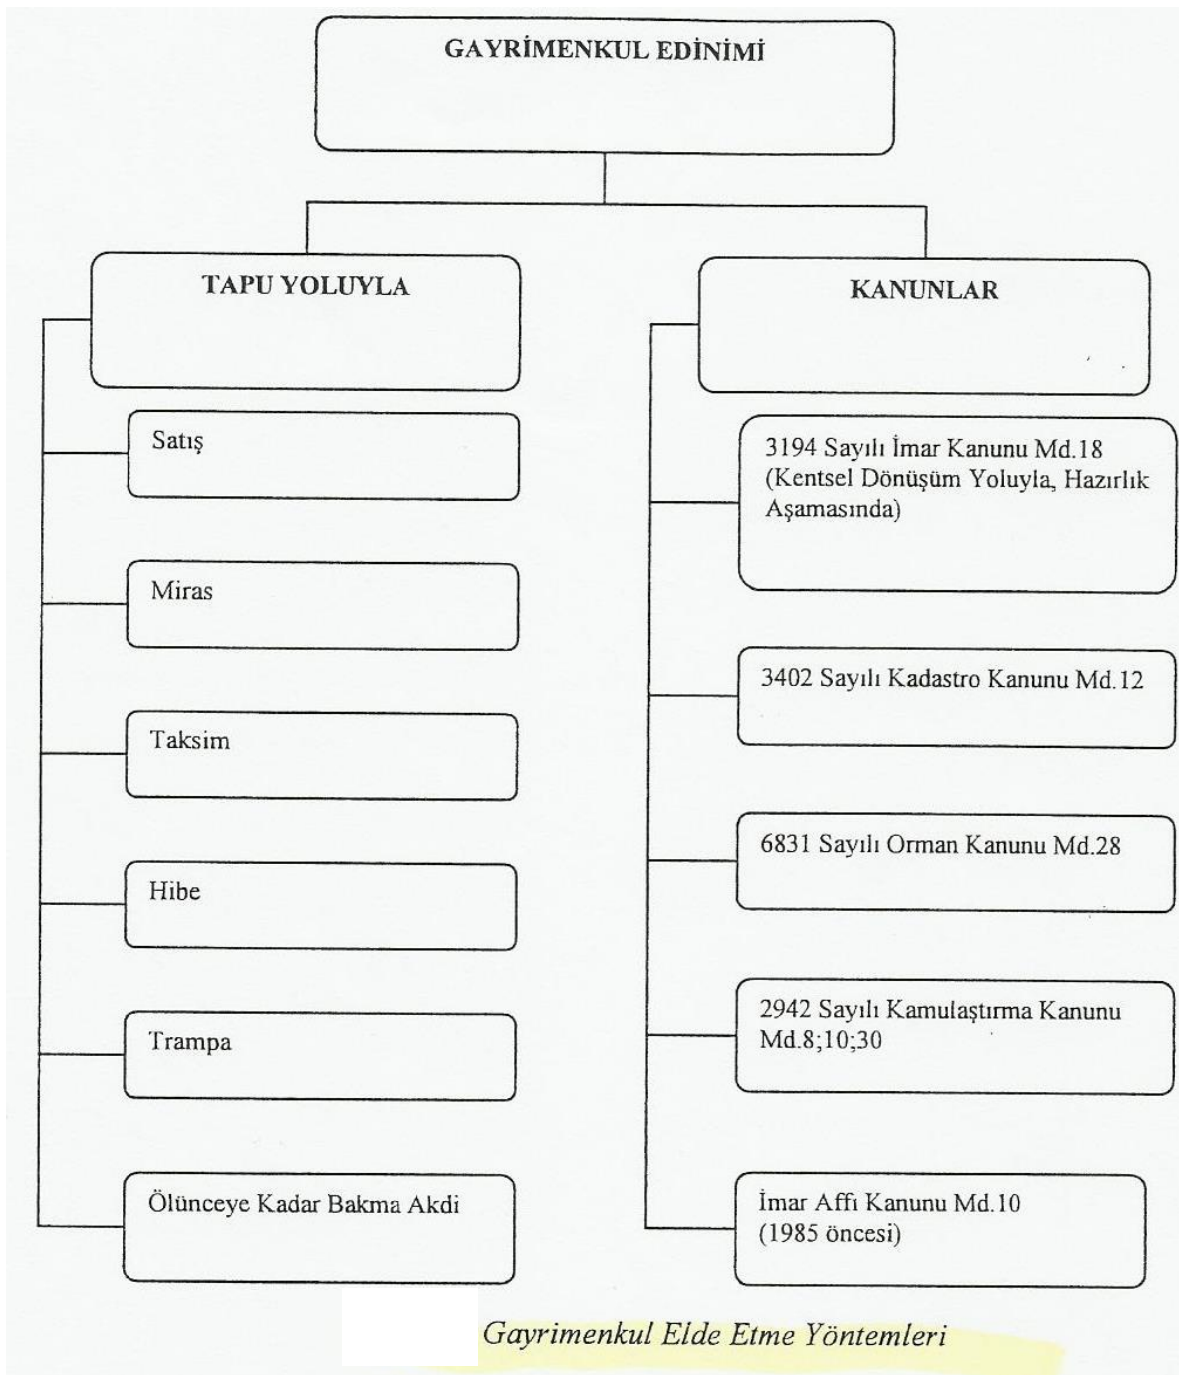 GAYRİMENKUL EDİNİMİ
TAPU YOLUYLA
Satış
Miras
Taksim
Hibe
Trampa
Ölünceye Kadar Bakma Akdi
KANUNLAR
3194 Sayılı İmar Kanunu Md.18
(Kentsel Dönüşüm Yoluyla, Hazırlık
Aşamasında)
3402 Sayılı Kadastro Kanunu Md.12
6831 Sayılı Orman Kanunu Md.28
2942 Sayılı Kamulaştırma Kanunu
Md.8;10;30
İmar Affı Kanunu Md.10
(1985 öncesi)
Gayrimenkul Elde Etme Yöntemleri